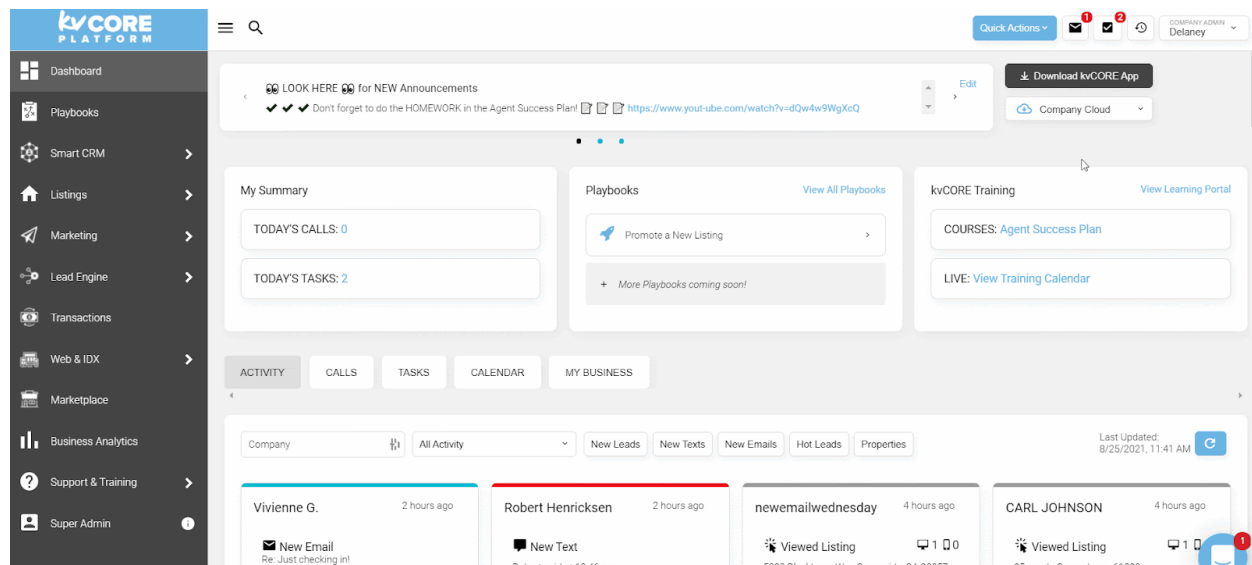 kvCORE
PLATFORM
Quick Actions
1
2
COMPANY ADMIN
Delaney
Dashboard
Playbooks
Smart CRM
Listings
Marketing
Lead Engine
Transactions
Web & IDX
Marketplace
Business Analytics
Support & Training
Super Admin
👀 LOOK HERE 👀 for NEW Announcements
Edit
✔ ✔ ✔ Don't forget to do the HOMEWORK in the Agent Success Plan! 📝 📝 📝 https://www.yout-ube.com/watch?v=dQw4w9WgXcQ
Download kvCORE App
Company Cloud
My Summary
TODAY'S CALLS: 0
TODAY'S TASKS: 2
Playbooks
View All Playbooks
Promote a New Listing
+ More Playbooks coming soon!
kvCORE Training
View Learning Portal
COURSES: Agent Success Plan
LIVE: View Training Calendar
ACTIVITY
CALLS
TASKS
CALENDAR
MY BUSINESS
Company
All Activity
New Leads
New Texts
New Emails
Hot Leads
Properties
Last Updated:
8/25/2021, 11:41 AM
Vivienne G.
2 hours ago
New Email
Re: Just checking in!
Robert Henricksen
2 hours ago
New Text
newemailwednesday
4 hours ago
Viewed Listing
1
0
CARL JOHNSON
4 hours ago
Viewed Listing
1
1